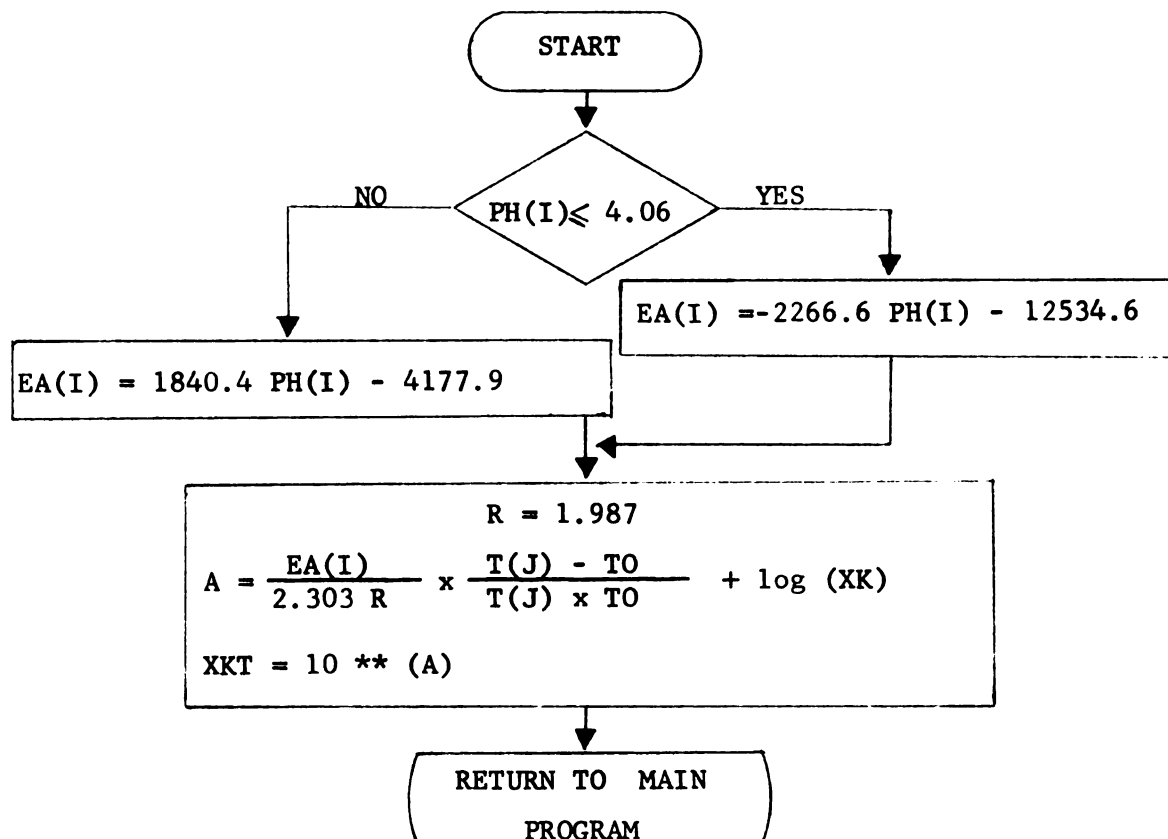 START
PH(I)⩽ 4.06
NO
YES
EA(I) =-2266.6 PH(I) - 12534.6
EA(I) = 1840.4 PH(I) - 4177.9
R = 1.987
A = EA(I) / 2.303 R x T(J) - TO / T(J) x TO + log (XK)
XKT = 10 ** (A)
RETURN TO MAIN
PROGRAM